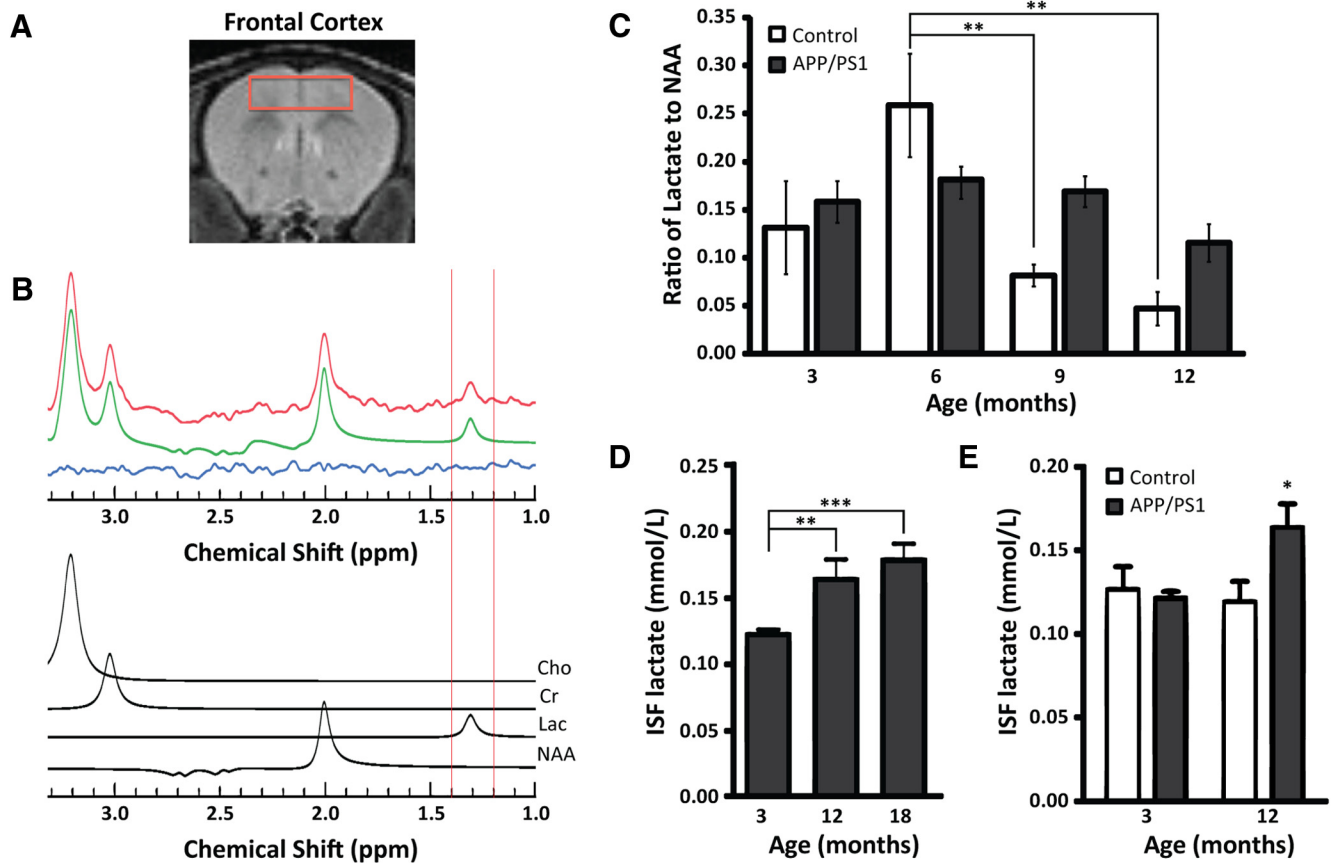 A
Frontal Cortex
B
3.0 2.5 2.0 1.5 1.0
Chemical Shift (ppm)
Cho
Cr
Lac
NAA
3.0 2.5 2.0 1.5 1.0
Chemical Shift (ppm)
C
Ratio of Lactate to NAA
0.35
0.30
0.25
0.20
0.15
0.10
0.05
0.00
Control
APP/PS1
**
**
3 6 9 12
Age (months)
D
ISF lactate (mmol/L)
0.25
0.20
0.15
0.10
0.05
0.00
***
**
3 12 18
Age (months)
E
ISF lactate (mmol/L)
0.20
0.15
0.10
0.05
0.00
Control
APP/PS1
*
3 12
Age (months)